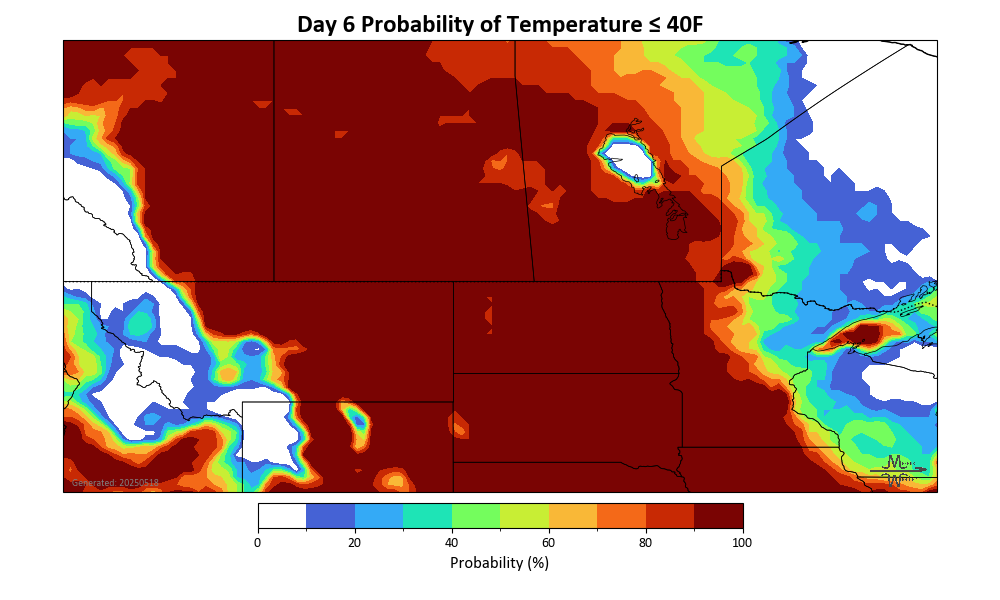 Day 6 Probability of Temperature ≤ 40F
Generated: 20250518
0 20 40 60 80 100
Probability (%)